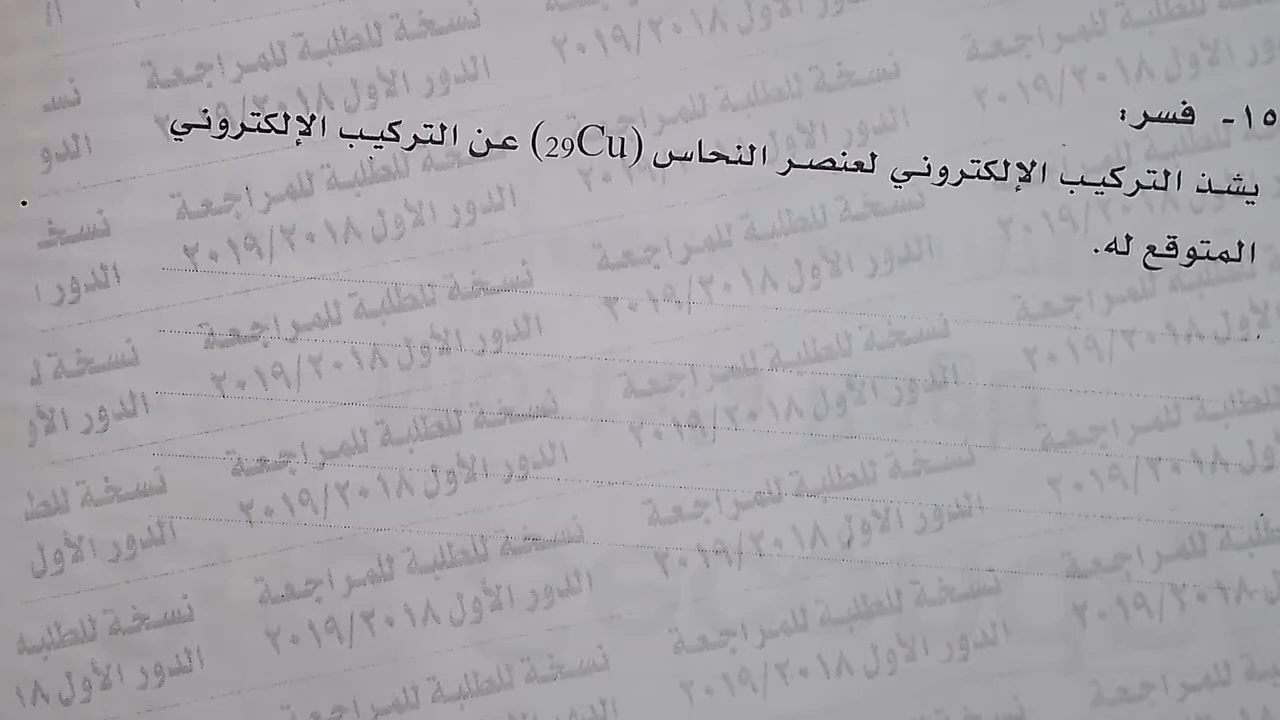 ١٥- فسر:
يشذ التركيب الإلكتروني لعنصر النحاس (29Cu) عن التركيب الإلكتروني
المتوقع له.
نسخة للطلبة للمراجعة
الدور الأول ٢٠١٩/٢٠١٨